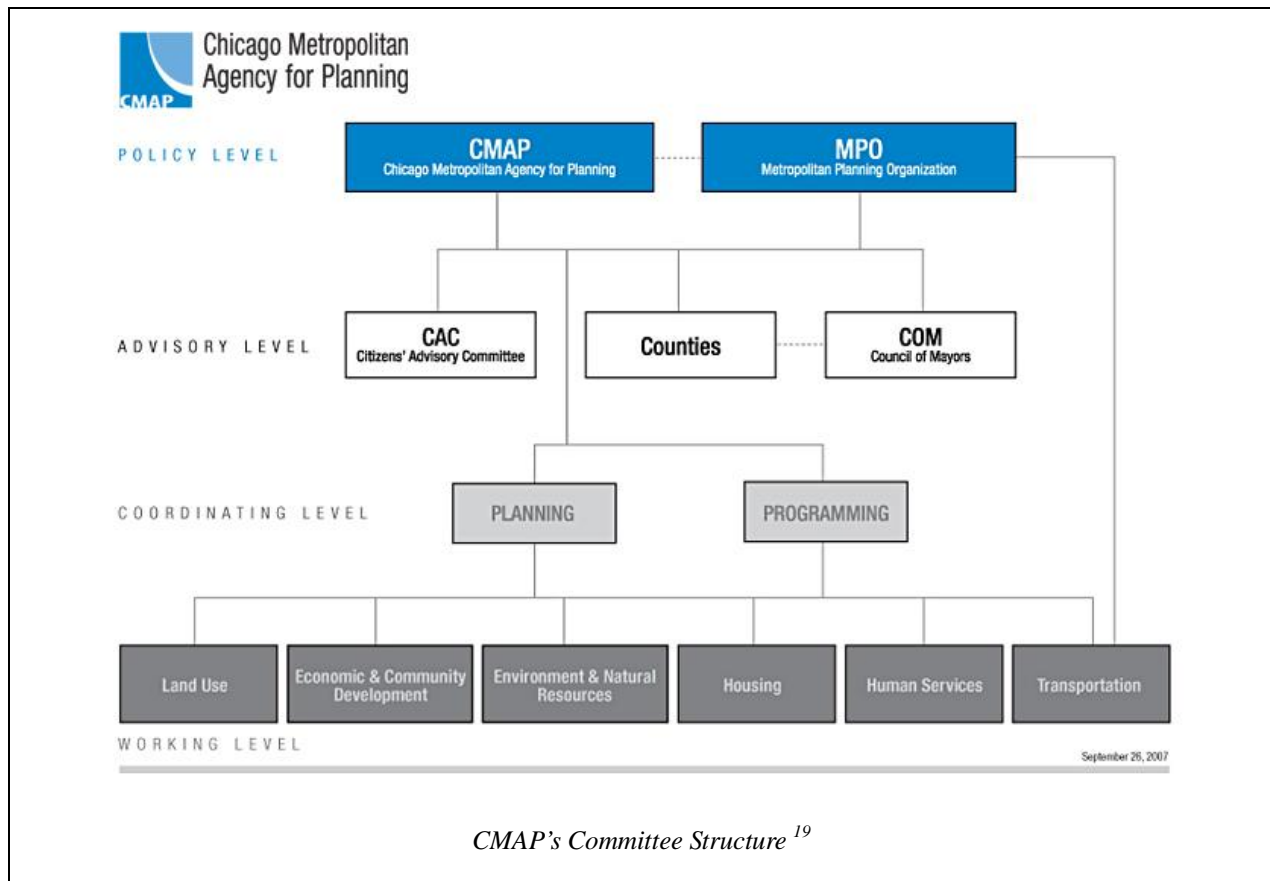 Chicago Metropolitan
Agency for Planning
CMAP
POLICY LEVEL
CMAP
Chicago Metropolitan Agency for Planning
MPO
Metropolitan Planning Organization
ADVISORY LEVEL
CAC
Citizens' Advisory Committee
Counties
COM
Council of Mayors
COORDINATING LEVEL
PLANNING
PROGRAMMING
Land Use
Economic & Community
Development
Environment & Natural
Resources
Housing
Human Services
Transportation
WORKING LEVEL
September 26, 2007
CMAP's Committee Structure 19